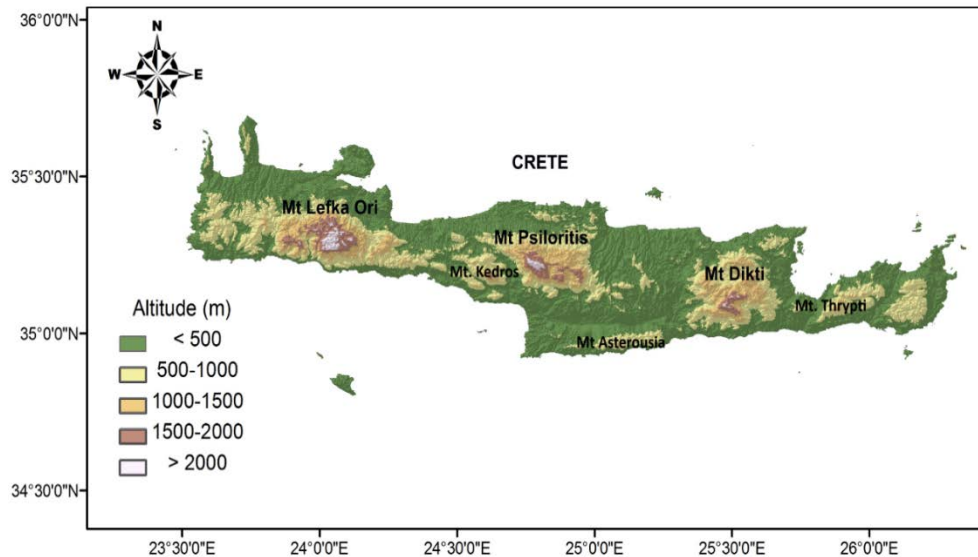 36°0'0"N
35°30'0"N
35°0'0"N
34°30'0"N
N
W E
S
CRETE
Mt Lefka Ori
Mt Psiloritis
Mt. Kedros
Mt Dikti
Mt. Thrypti
Mt Asterousia
Altitude (m)
< 500
500-1000
1000-1500
1500-2000
> 2000
23°30'0"E
24°0'0"E
24°30'0"E
25°0'0"E
25°30'0"E
26°0'0"E